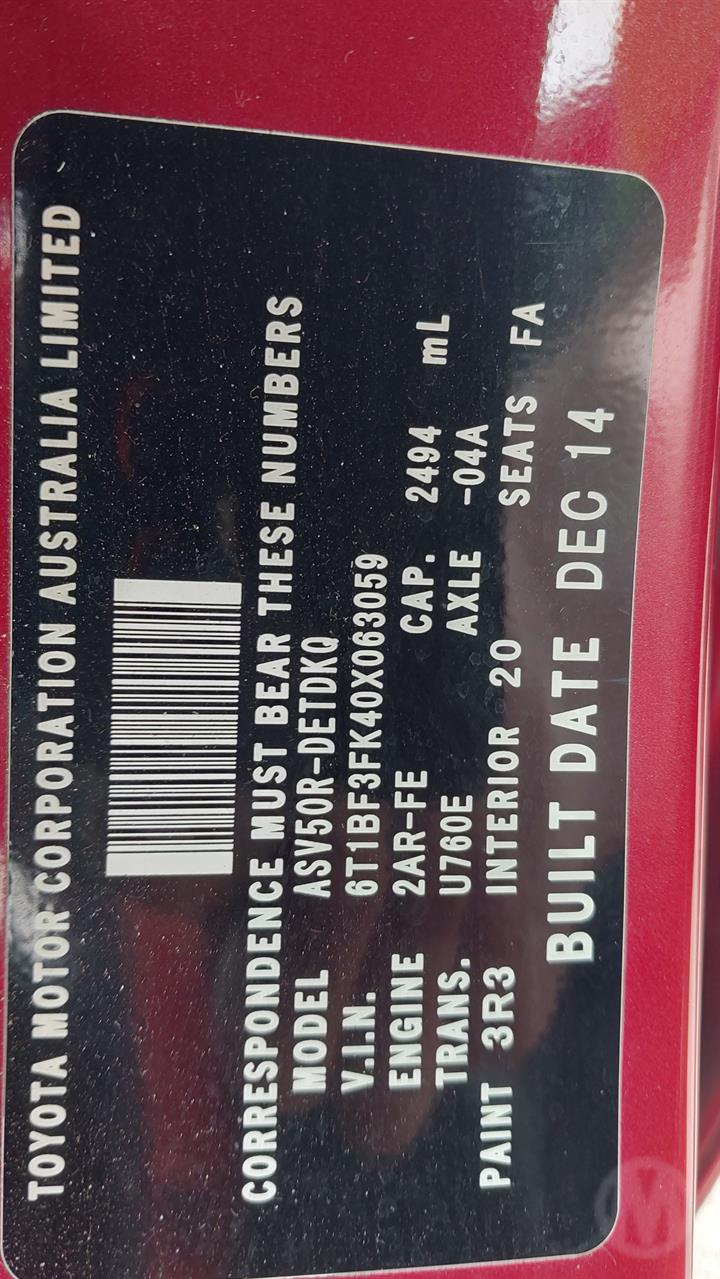 TOYOTA MOTOR CORPORATION AUSTRALIA LIMITED
CORRESPONDENCE MUST BEAR THESE NUMBERS
MODEL ASV50R-DETDKQ
V.I.N. 6T1BF3FK40X063059
ENGINE 2AR-FE CAP. 2494 mL
TRANS. U760E AXLE -04A
PAINT 3R3 INTERIOR 20 SEATS FA
BUILT DATE DEC 14
M